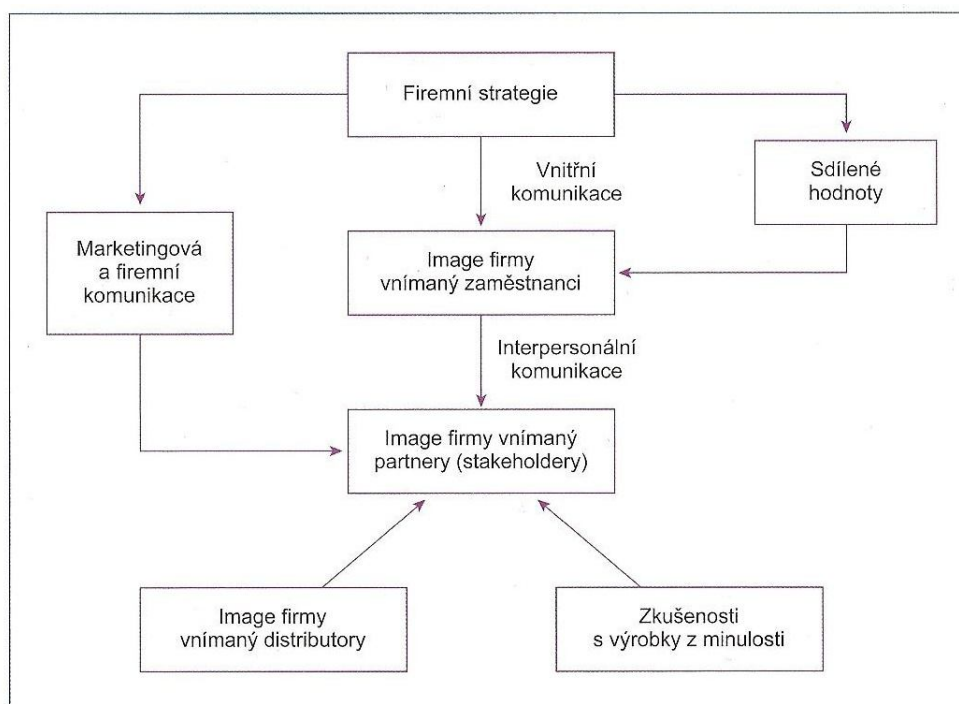 Firemní strategie
Vnitřní
komunikace
Sdílené
hodnoty
Marketingová
a firemní
komunikace
Image firmy
vnímaný zaměstnanci
Interpersonální
komunikace
Image firmy vnímaný
partnery (stakeholdery)
Image firmy
vnímaný distributory
Zkušenosti
s výrobky z minulosti